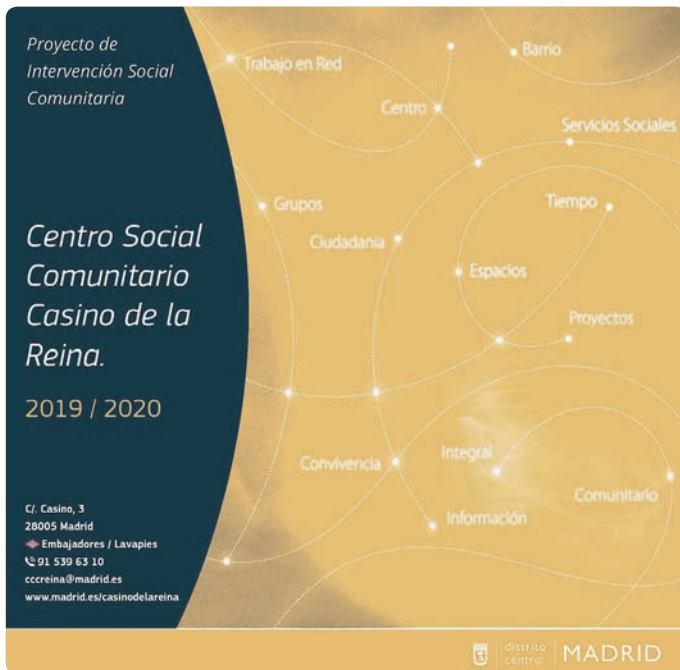 Proyecto de
Intervención Social
Comunitaria
Centro Social
Comunitario
Casino de la
Reina.
2019 / 2020
C/. Casino, 3
28005 Madrid
Embajadores / Lavapies
91 539 63 10
cccreina@madrid.es
www.madrid.es/casinodelareina
Trabajo en Red
Barrio
Centro
Servicios Sociales
Grupos
Tiempo
Ciudadanía
Espacios
Proyectos
Convivencia
Integral
Comunitario
Información
distrito
centro
MADRID